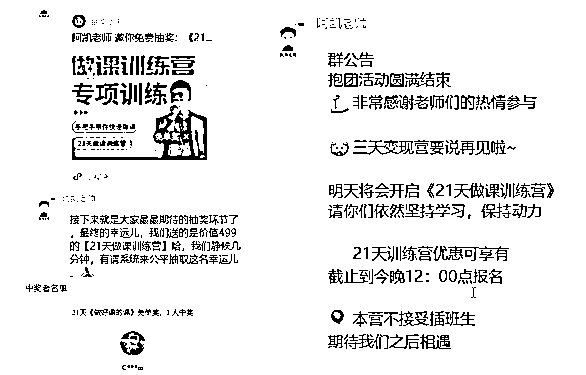 阿凯老师 邀你免费抽奖：《21...
做课训练营
专项训练
21天做课训练营！
接下来就是大家最最期待的抽奖环节了
，最终的幸运儿，我们送的是价值499
的【21天做课训练营】哈，我们静候几
分钟，有请系统来公平抽取这名幸运儿
中奖者名单
21天《做好课的课》免单奖，1人中奖
阿凯老师
群公告
抱团活动圆满结束
非常感谢老师们的热情参与
三天变现营要说再见啦~
明天将会开启《21天做课训练营》
请你们依然坚持学习，保持动力
21天训练营优惠可享有
截止到今晚12：00点报名
本营不接受插班生
期待我们之后相遇